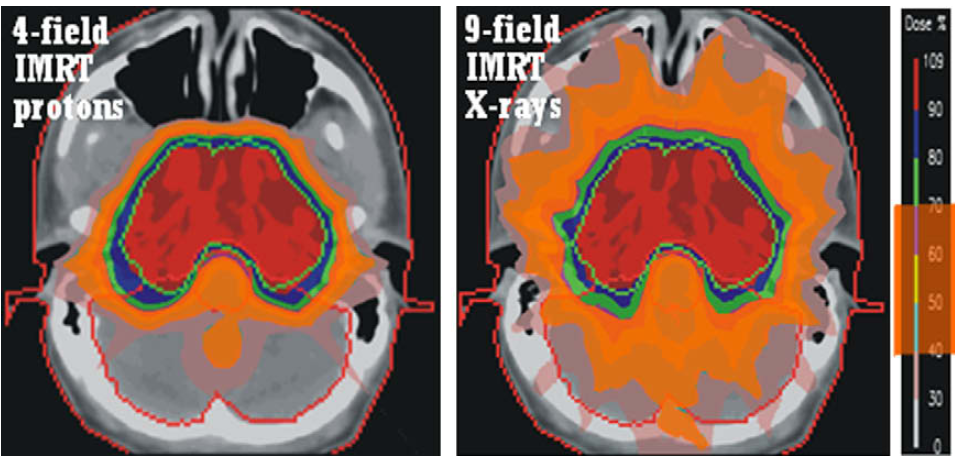 4-field
IMRT
protons
9-field
IMRT
X-rays
Dose %
109
90
80
70
60
50
40
30
0